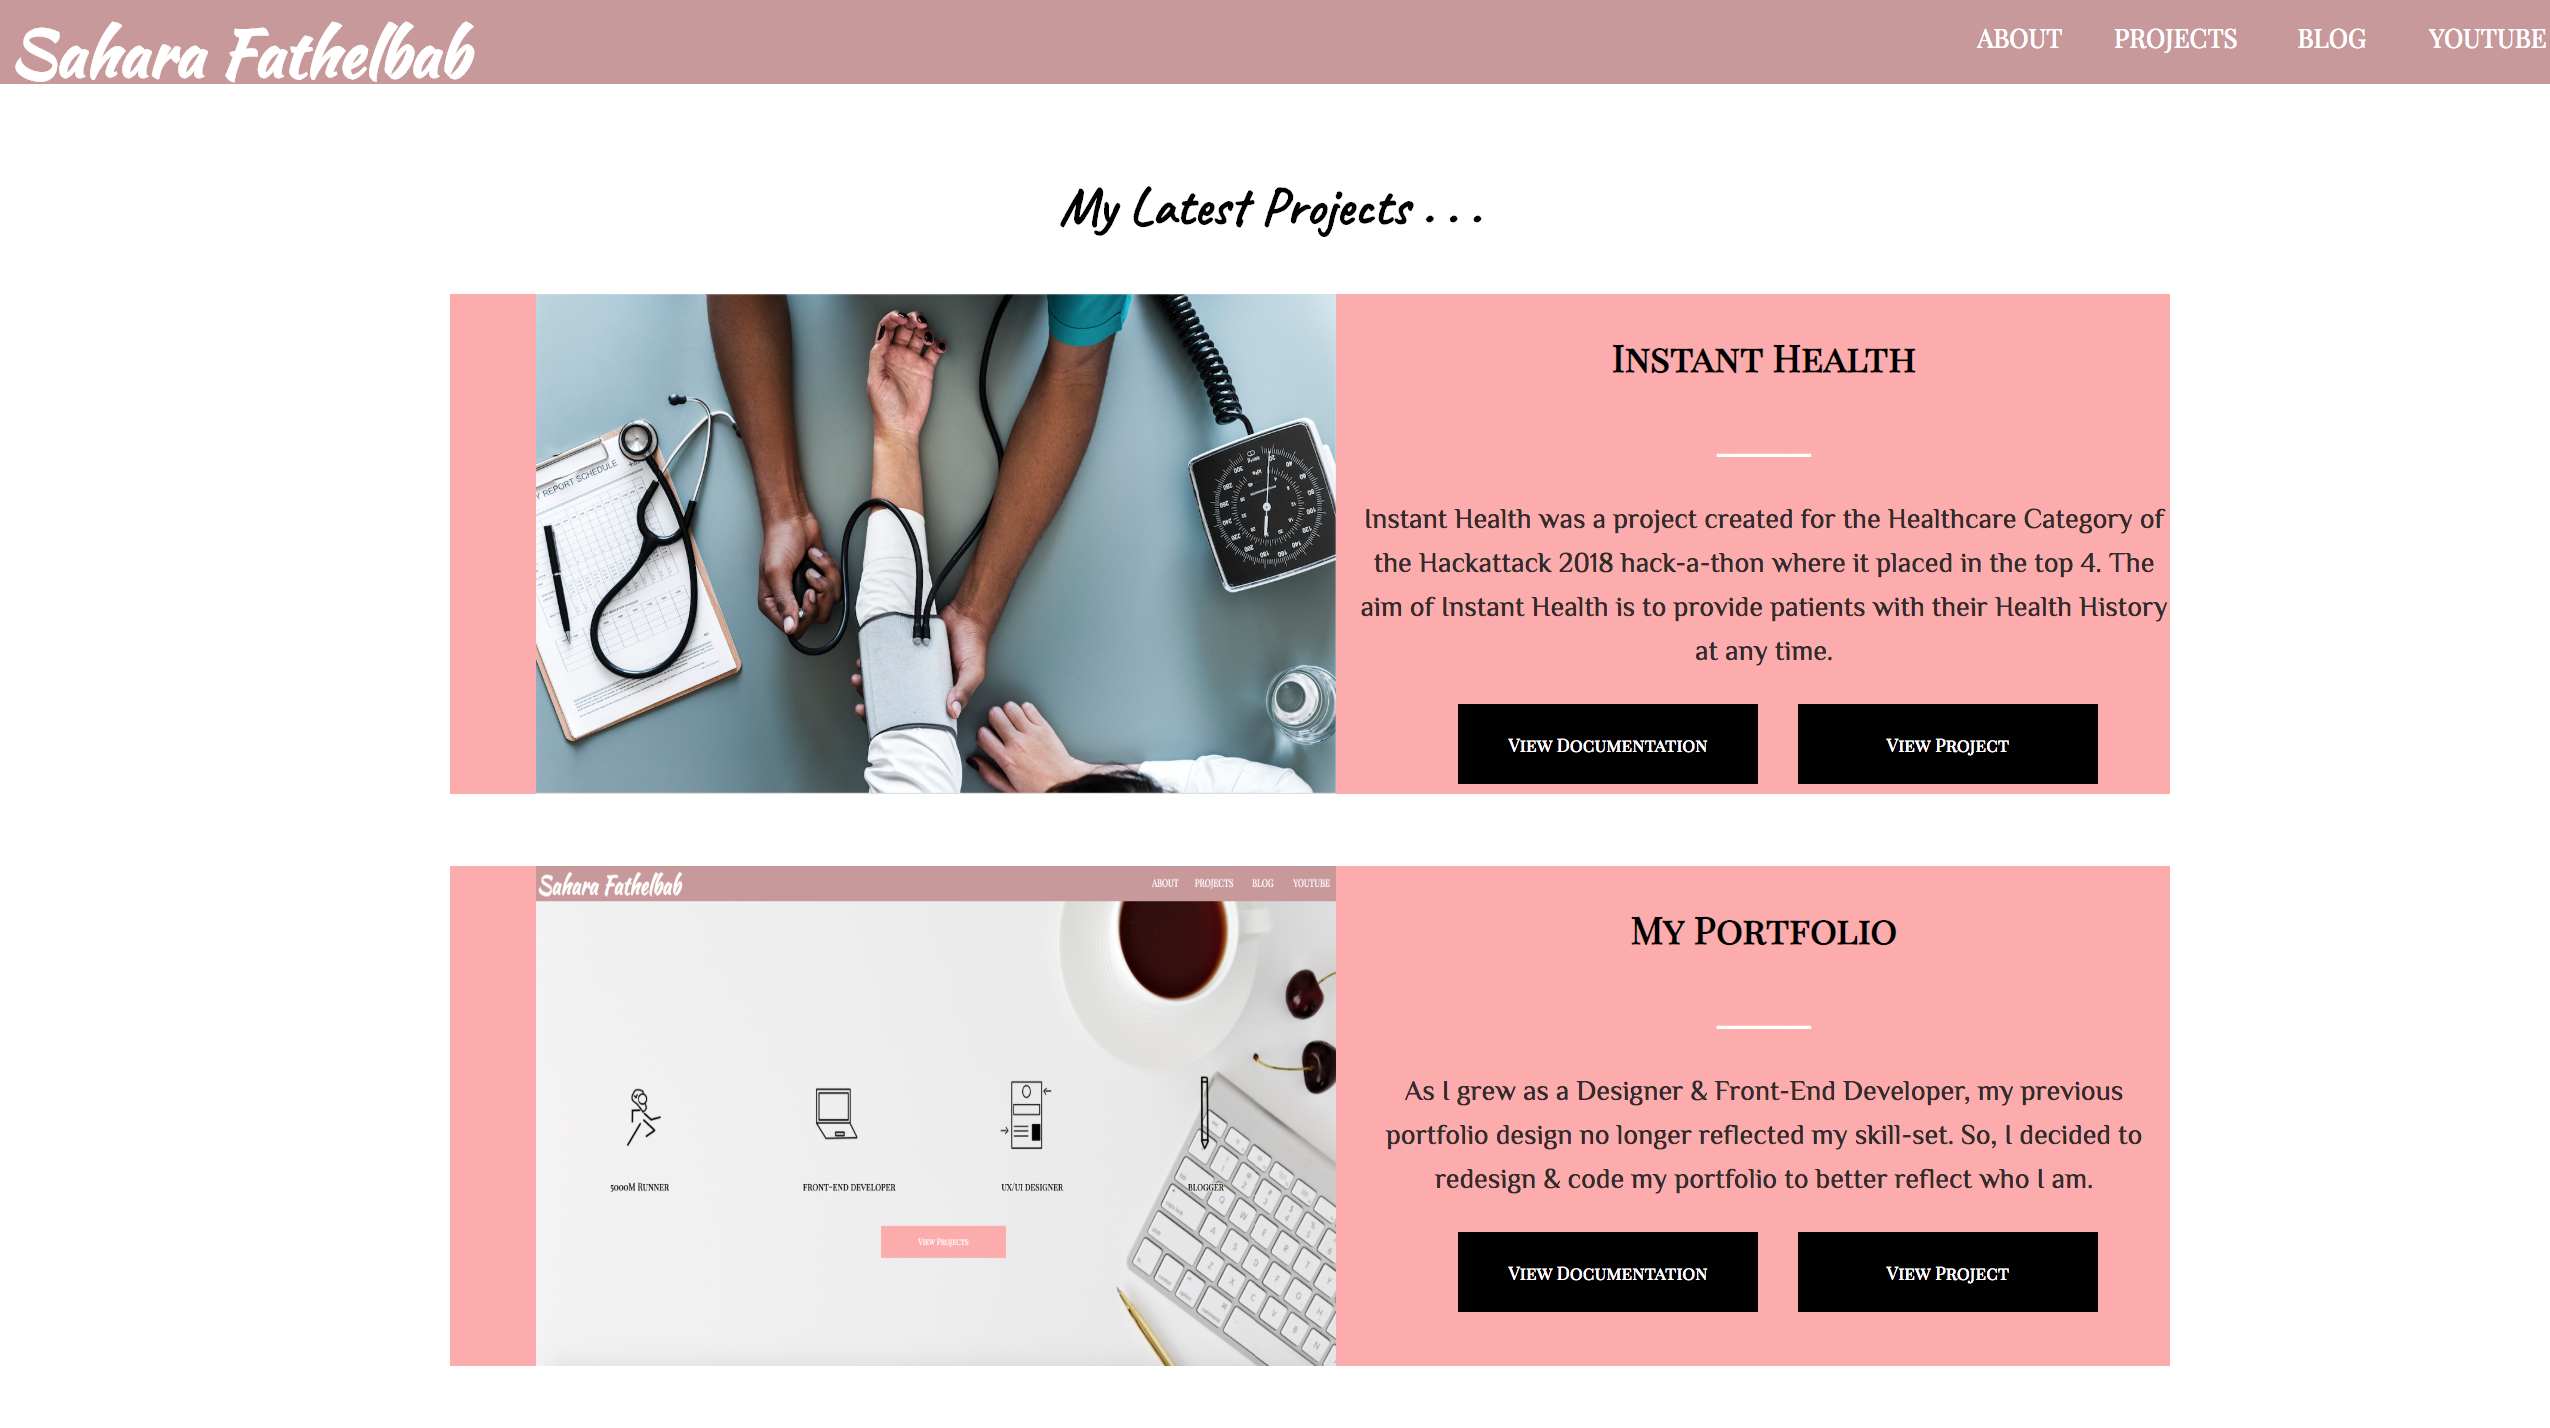 Sahara Fathelbab
ABOUT PROJECTS BLOG YOUTUBE
My Latest Projects . . .
Y REPORT SCHEDULE
Instant Health
Instant Health was a project created for the Healthcare Category of
the Hackattack 2018 hack-a-thon where it placed in the top 4. The
aim of Instant Health is to provide patients with their Health History
at any time.
View Documentation
View Project
Sahara Fathelbab
ABOUT PROJECTS BLOG YOUTUBE
5000M Runner
FRONT-END DEVELOPER
UX/UI DESIGNER
BLOGGER
View Projects
My Portfolio
As I grew as a Designer & Front-End Developer, my previous
portfolio design no longer reflected my skill-set. So, I decided to
redesign & code my portfolio to better reflect who I am.
View Documentation
View Project